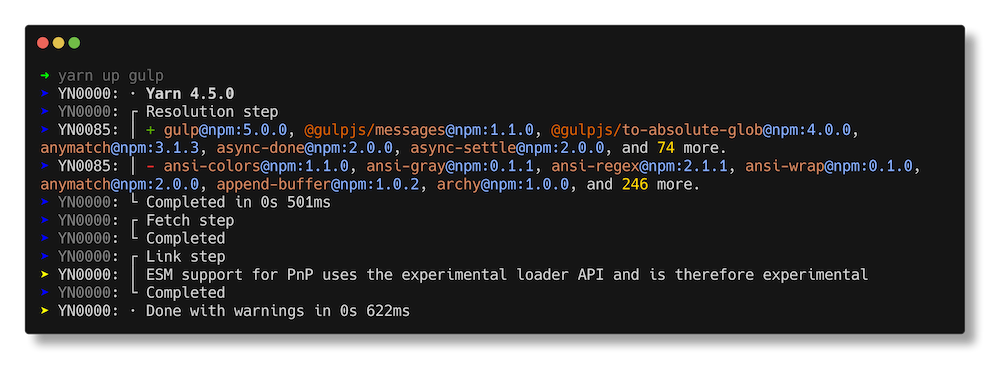 ➜ yarn up gulp
➤ YN0000: · Yarn 4.5.0
➤ YN0000: ┌ Resolution step
➤ YN0085: │ + gulp@npm:5.0.0, @gulpjs/messages@npm:1.1.0, @gulpjs/to-absolute-glob@npm:4.0.0,
anymatch@npm:3.1.3, async-done@npm:2.0.0, async-settle@npm:2.0.0, and 74 more.
➤ YN0085: │ - ansi-colors@npm:1.1.0, ansi-gray@npm:0.1.1, ansi-regex@npm:2.1.1, ansi-wrap@npm:0.1.0,
anymatch@npm:2.0.0, append-buffer@npm:1.0.2, archy@npm:1.0.0, and 246 more.
➤ YN0000: └ Completed in 0s 501ms
➤ YN0000: ┌ Fetch step
➤ YN0000: └ Completed
➤ YN0000: ┌ Link step
➤ YN0000: │ ESM support for PnP uses the experimental loader API and is therefore experimental
➤ YN0000: └ Completed
➤ YN0000: · Done with warnings in 0s 622ms